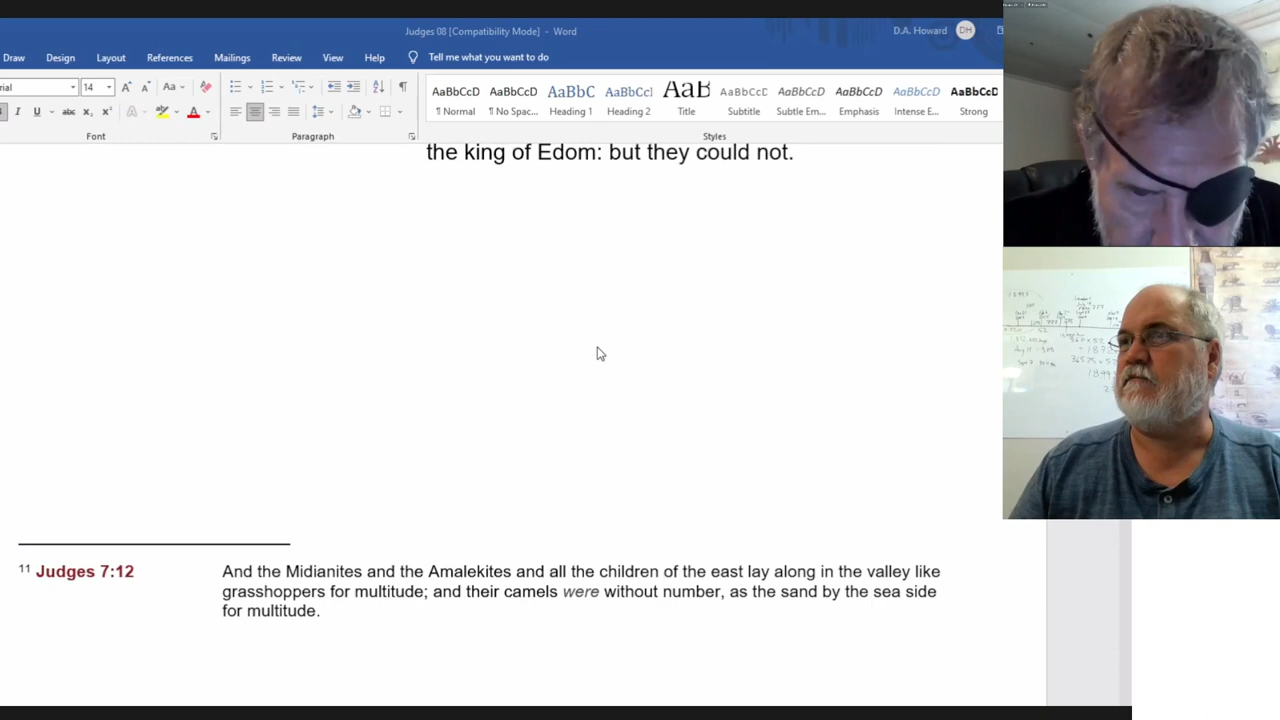 Judges 08 [Compatibility Mode] - Word
D.A. Howard
DH
Draw Design Layout References Mailings Review View Help Tell me what you want to do
rial 14
Aa
AaBbCcD AaBbCcD AaBbC AaBbCcI AaB AaBbCcD AaBbCcD AaBbCcD AaBbCcD AaBbCcD
¶ Normal ¶ No Spac... Heading 1 Heading 2 Title Subtitle Subtle Em... Emphasis Intense E... Strong
Font Paragraph Styles
the king of Edom: but they could not.
11 Judges 7:12 And the Midianites and the Amalekites and all the children of the east lay along in the valley like
grasshoppers for multitude; and their camels were without number, as the sand by the sea side
for multitude.